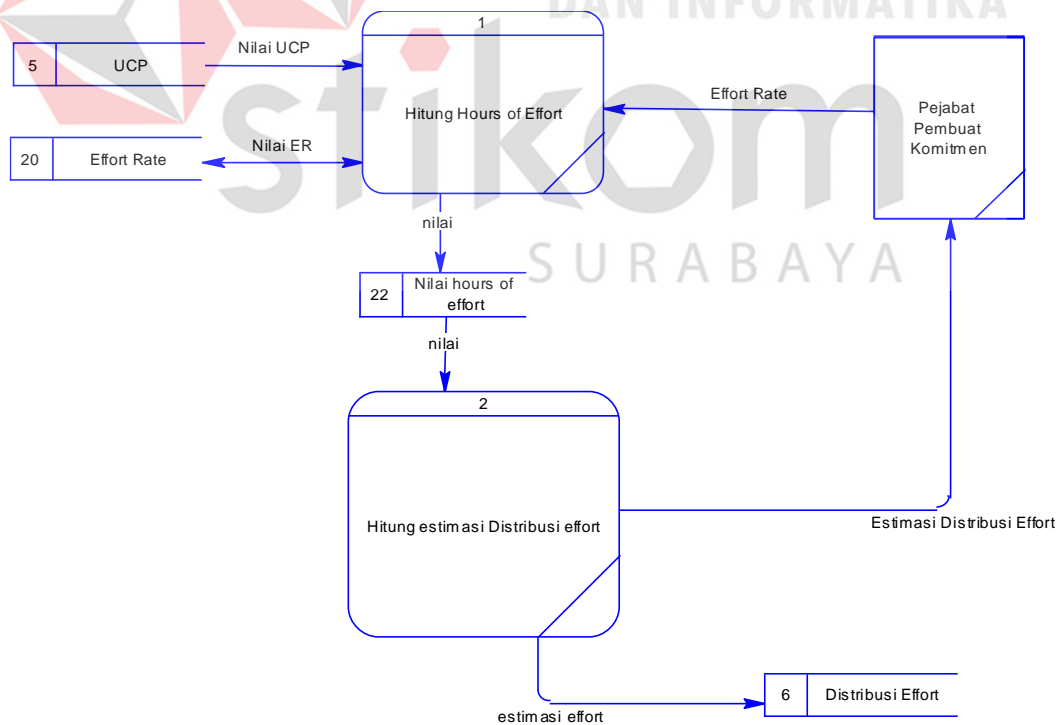 DAN INFORMATIKA
stikom
SURABAYA
1
Hitung Hours of Effort
5
UCP
Nilai UCP
20
Effort Rate
Nilai ER
Effort Rate
Pejabat
Pembuat
Komitmen
nilai
22
Nilai hours of
effort
nilai
2
Hitung estimasi Distribusi effort
Estimasi Distribusi Effort
6
Distribusi Effort
estimasi effort